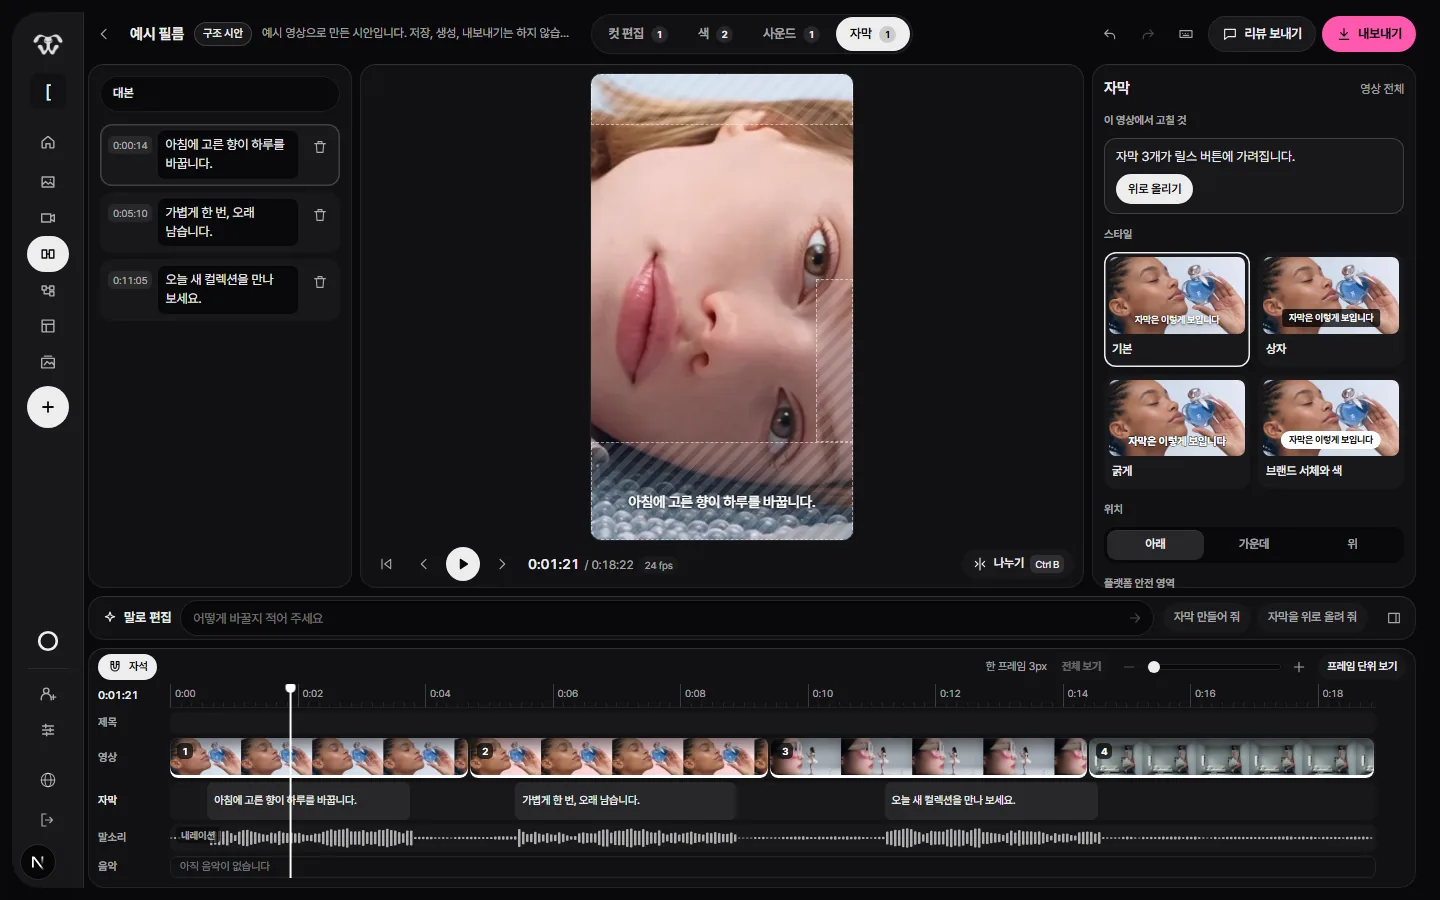 예시 필름
구조 시안
예시 영상으로 만든 시안입니다. 저장, 생성, 내보내기는 하지 않습...
컷 편집 1
색 2
사운드 1
자막 1
리뷰 보내기
내보내기
[
대본
0:00:14
아침에 고른 향이 하루를
바꿉니다.
0:05:10
가볍게 한 번, 오래
남습니다.
0:11:05
오늘 새 컬렉션을 만나
보세요.
아침에 고른 향이 하루를 바꿉니다.
0:01:21 / 0:18:22 24 fps
나누기 Ctrl B
자막
영상 전체
이 영상에서 고칠 것
자막 3개가 릴스 버튼에 가려집니다.
위로 올리기
스타일
자막은 이렇게 보입니다
기본
자막은 이렇게 보입니다
상자
자막은 이렇게 보입니다
굵게
자막은 이렇게 보입니다
브랜드 서체와 색
위치
아래 가운데 위
플랫폼 안전 영역
말로 편집
어떻게 바꿀지 적어 주세요
자막 만들어 줘
자막을 위로 올려 줘
자석
한 프레임 3px
전체 보기
프레임 단위 보기
0:01:21
0:00 0:02 0:04 0:06 0:08 0:10 0:12 0:14 0:16 0:18
제목
영상
1 2 3 4
자막
아침에 고른 향이 하루를 바꿉니다.
가볍게 한 번, 오래 남습니다.
오늘 새 컬렉션을 만나 보세요.
말소리
내레이션
음악
아직 음악이 없습니다
N